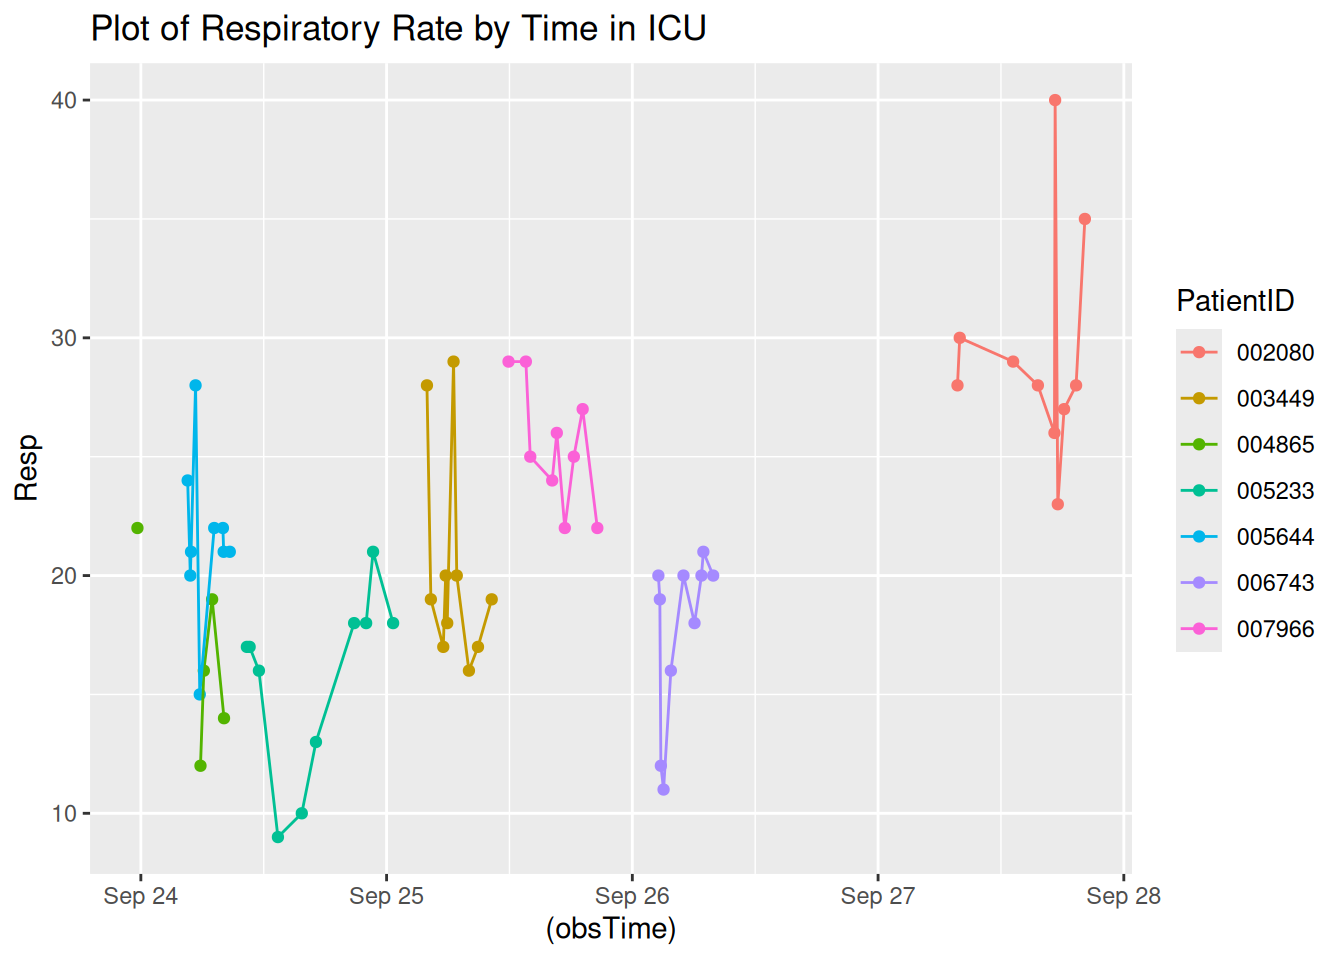 Plot of Respiratory Rate by Time in ICU
40
30
20
10
Resp
Sep 24 Sep 25 Sep 26 Sep 27 Sep 28
(obsTime)
PatientID
002080
003449
004865
005233
005644
006743
007966